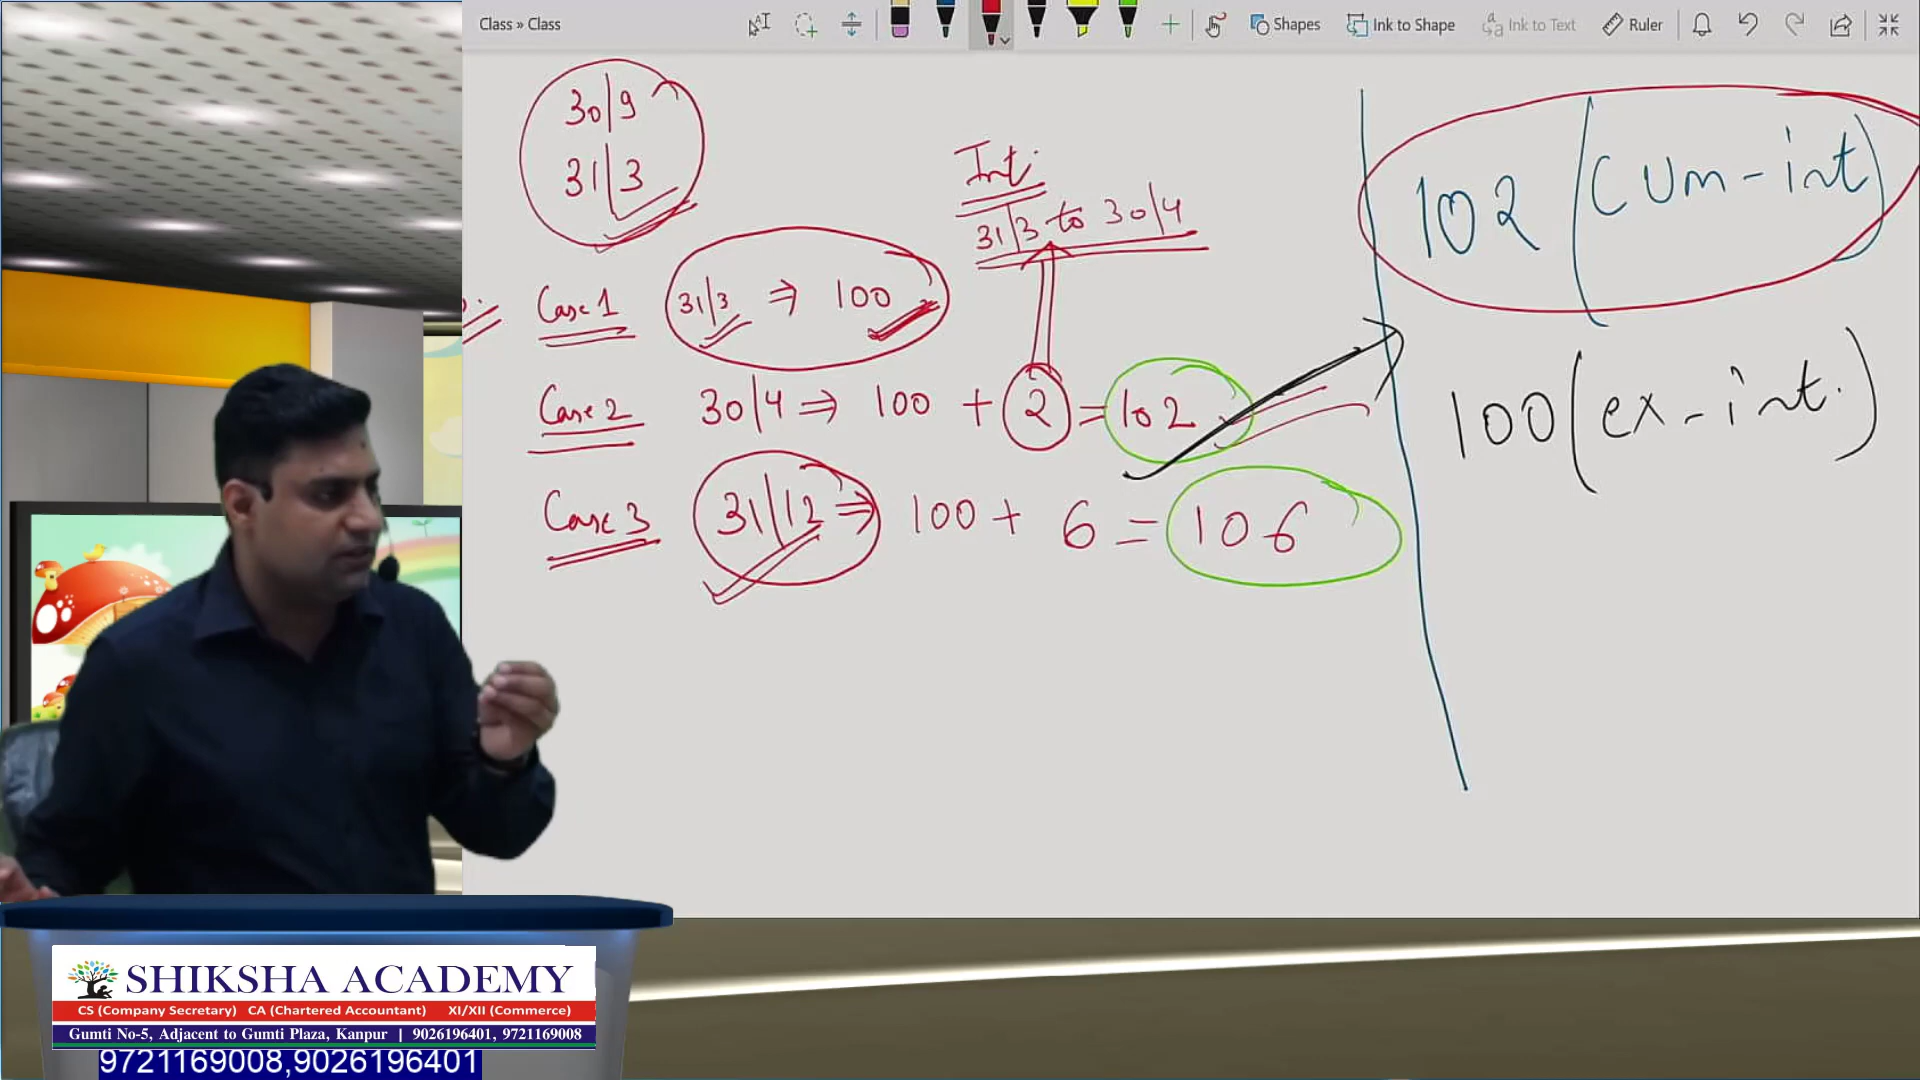 Class » Class
Shapes
Ink to Shape
Ink to Text
Ruler
30/9
31/3
Int.
31/3 to 30/4
Case 1 31/3 ⇒ 100
Case 2 30/4 ⇒ 100 + 2 = 102
Case 3 31/12 ⇒ 100 + 6 = 106
102 (Cum-int)
100 (ex-int.)
SHIKSHA ACADEMY
CS (Company Secretary) CA (Chartered Accountant) XI/XII (Commerce)
Gumti No-5, Adjacent to Gumti Plaza, Kanpur | 9026196401, 9721169008
9721169008,9026196401